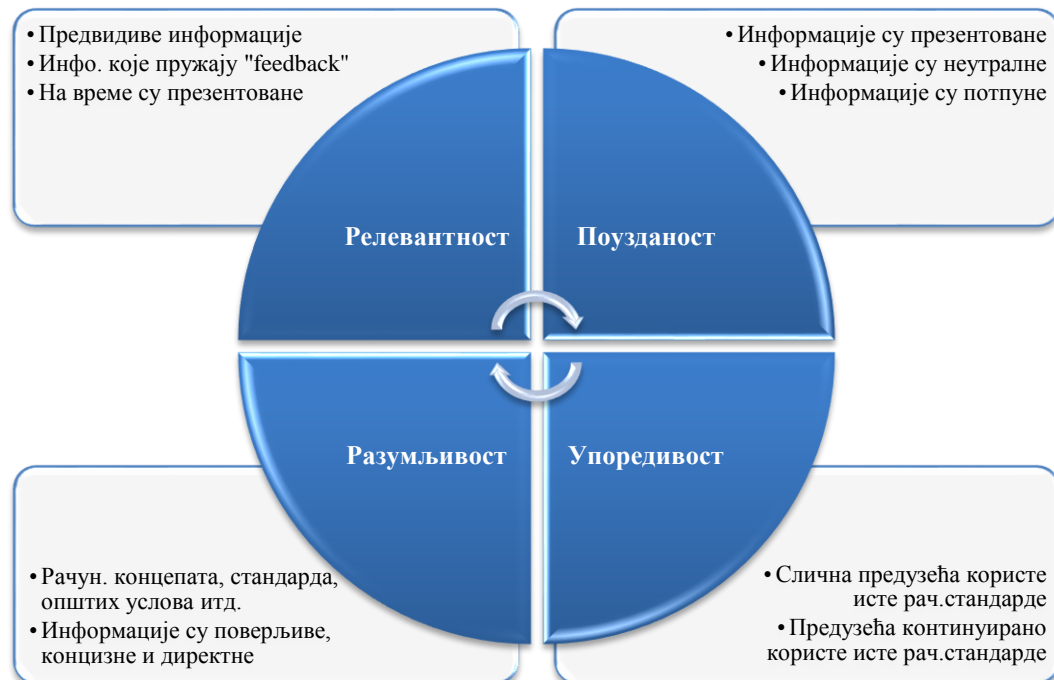 • Предвидиве информације
• Инфо. које пружају "feedback"
• На време су презентоване
• Информације су презентоване
• Информације су неутралне
• Информације су потпуне
Релевантност
Поузданост
Разумљивост
Упоредивост
• Рачун. концепата, стандарда,
општих услова итд.
• Информације су поверљиве,
концизне и директне
• Слична предузећа користе
исте рач.стандарде
• Предузећа континуирано
користе исте рач.стандарде